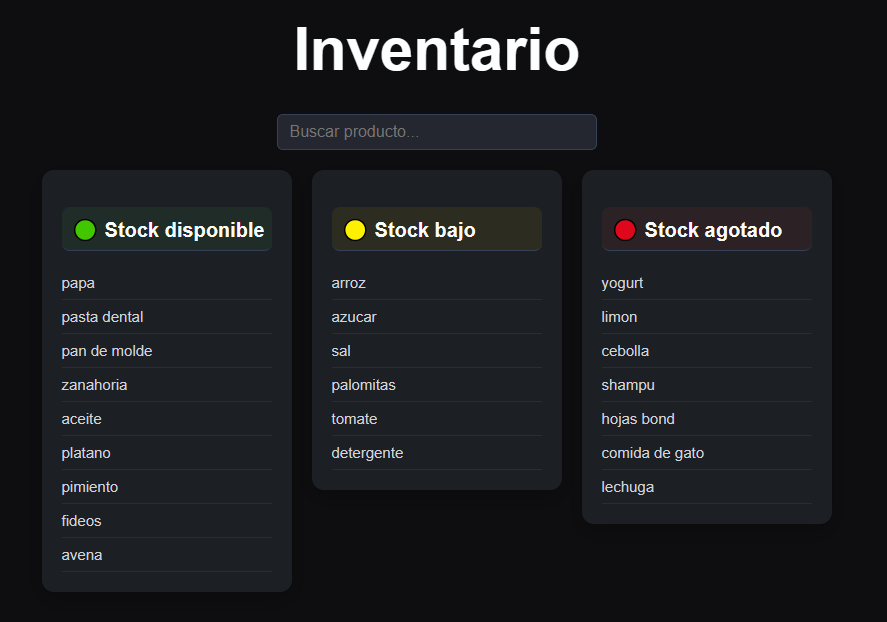 Inventario
Buscar producto...
Stock disponible
papa
pasta dental
pan de molde
zanahoria
aceite
platano
pimiento
fideos
avena
Stock bajo
arroz
azucar
sal
palomitas
tomate
detergente
Stock agotado
yogurt
limon
cebolla
shampu
hojas bond
comida de gato
lechuga